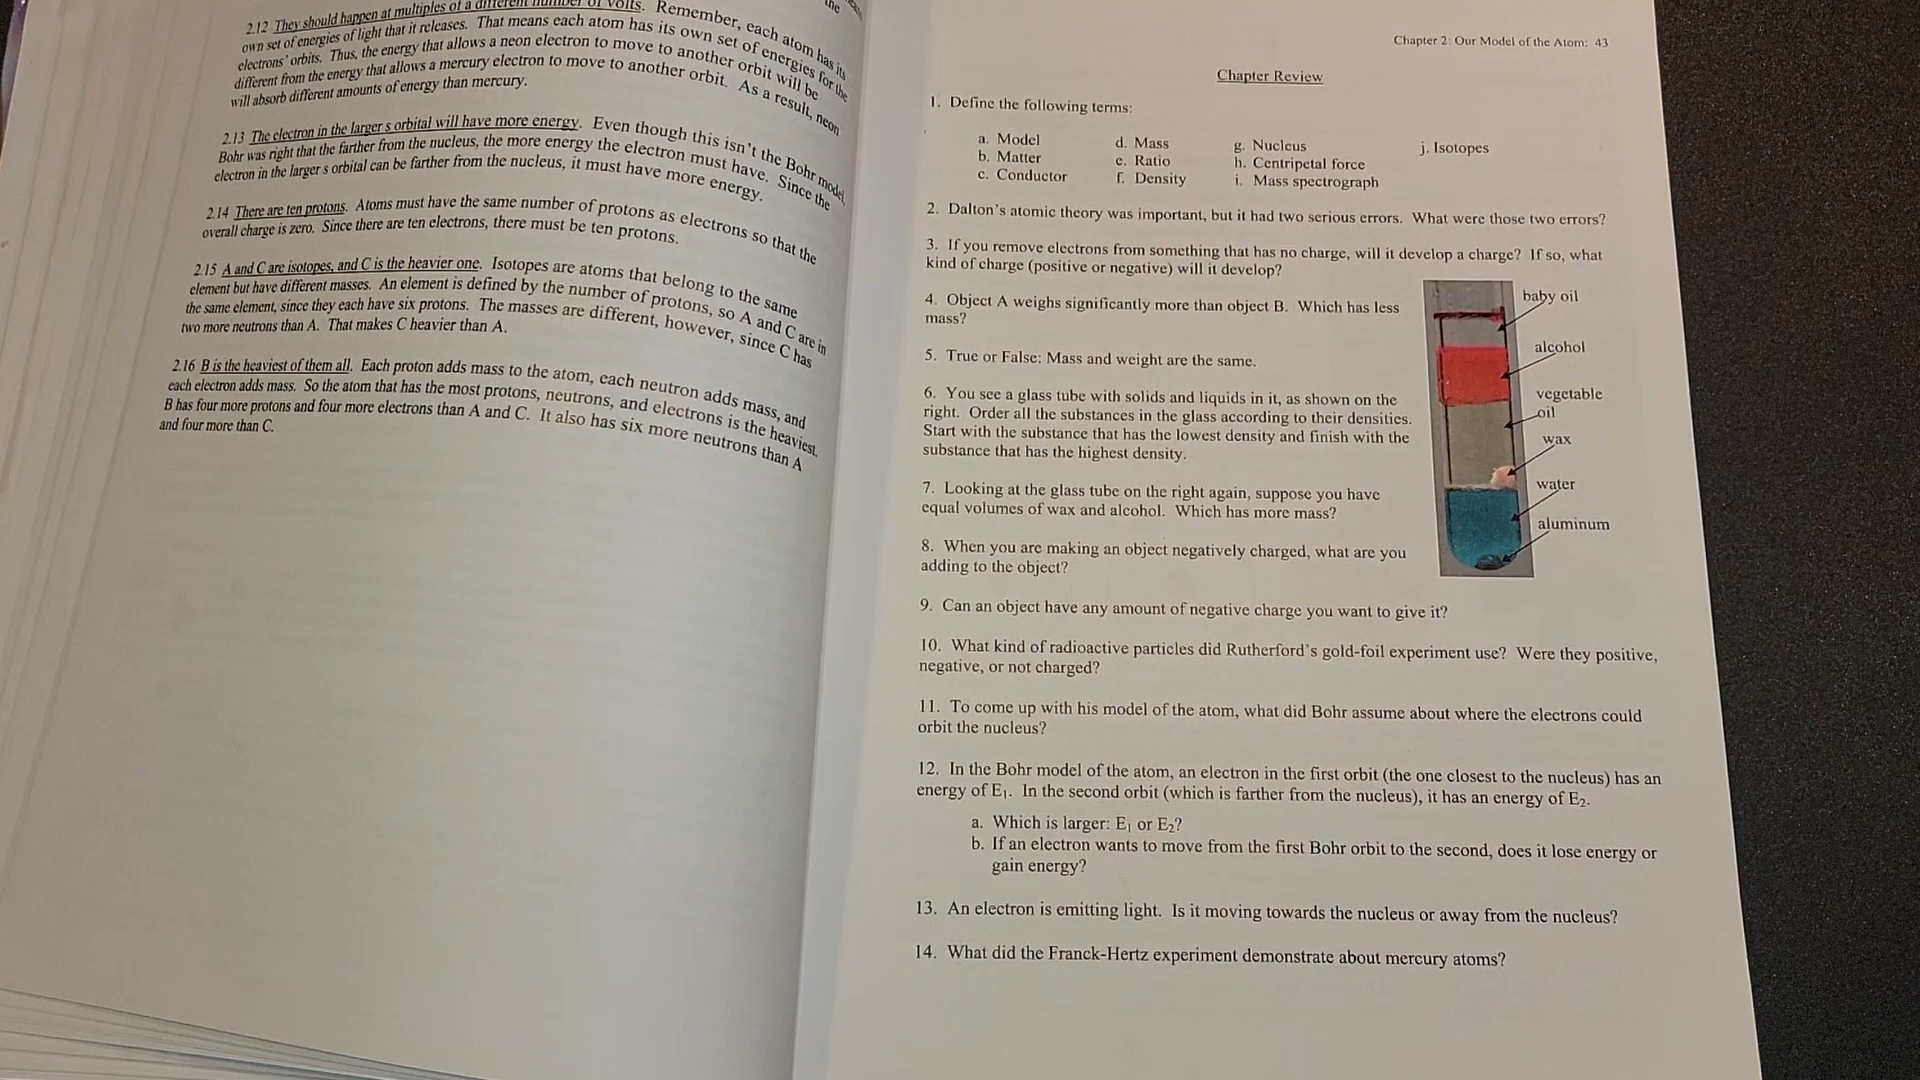 the
2.12 They should happen at multiples of a different number of volts. Remember, each atom has its
own set of energies of light that it releases. That means each atom has its own set of energies for the
electrons' orbits. Thus, the energy that allows a neon electron to move to another orbit will be
different from the energy that allows a mercury electron to move to another orbit. As a result, neon
will absorb different amounts of energy than mercury.
2.13 The electron in the larger s orbital will have more energy. Even though this isn't the Bohr model,
Bohr was right that the farther from the nucleus, the more energy the electron must have. Since the
electron in the larger s orbital can be farther from the nucleus, it must have more energy.
2.14 There are ten protons. Atoms must have the same number of protons as electrons so that the
overall charge is zero. Since there are ten electrons, there must be ten protons.
2.15 A and C are isotopes, and C is the heavier one. Isotopes are atoms that belong to the same
element but have different masses. An element is defined by the number of protons, so A and C are in
the same element, since they each have six protons. The masses are different, however, since C has
two more neutrons than A. That makes C heavier than A.
2.16 B is the heaviest of them all. Each proton adds mass to the atom, each neutron adds mass, and
each electron adds mass. So the atom that has the most protons, neutrons, and electrons is the heaviest.
B has four more protons and four more electrons than A and C. It also has six more neutrons than A
and four more than C.
Chapter 2: Our Model of the Atom: 43
Chapter Review
1. Define the following terms:
a. Model d. Mass g. Nucleus j. Isotopes
b. Matter e. Ratio h. Centripetal force
c. Conductor f. Density i. Mass spectrograph
2. Dalton's atomic theory was important, but it had two serious errors. What were those two errors?
3. If you remove electrons from something that has no charge, will it develop a charge? If so, what
kind of charge (positive or negative) will it develop?
4. Object A weighs significantly more than object B. Which has less
mass?
5. True or False: Mass and weight are the same.
6. You see a glass tube with solids and liquids in it, as shown on the
right. Order all the substances in the glass according to their densities.
Start with the substance that has the lowest density and finish with the
substance that has the highest density.
7. Looking at the glass tube on the right again, suppose you have
equal volumes of wax and alcohol. Which has more mass?
8. When you are making an object negatively charged, what are you
adding to the object?
baby oil
alcohol
vegetable
oil
wax
water
aluminum
9. Can an object have any amount of negative charge you want to give it?
10. What kind of radioactive particles did Rutherford's gold-foil experiment use? Were they positive,
negative, or not charged?
11. To come up with his model of the atom, what did Bohr assume about where the electrons could
orbit the nucleus?
12. In the Bohr model of the atom, an electron in the first orbit (the one closest to the nucleus) has an
energy of E₁. In the second orbit (which is farther from the nucleus), it has an energy of E₂.
a. Which is larger: E₁ or E₂?
b. If an electron wants to move from the first Bohr orbit to the second, does it lose energy or
gain energy?
13. An electron is emitting light. Is it moving towards the nucleus or away from the nucleus?
14. What did the Franck-Hertz experiment demonstrate about mercury atoms?